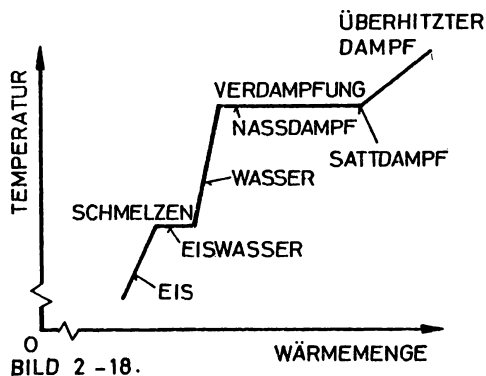 ÜBERHITZTER
DAMPF
TEMPERATUR
VERDAMPFUNG
NASSDAMPF
SATTDAMPF
WASSER
SCHMELZEN
EISWASSER
EIS
0
WÄRMEMENGE
BILD 2-18.